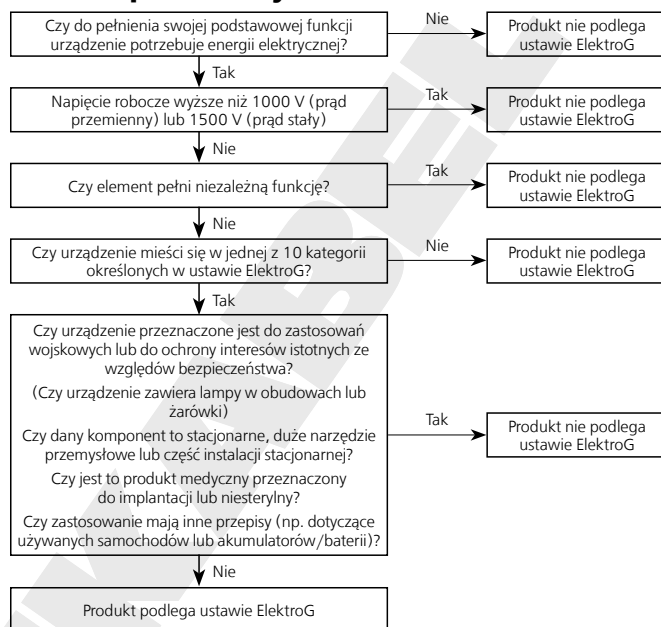 Czy do pełnienia swojej podstawowej funkcji
urządzenie potrzebuje energii elektrycznej?
Nie
Produkt nie podlega
ustawie ElektroG
Tak
Napięcie robocze wyższe niż 1000 V (prąd
przemienny) lub 1500 V (prąd stały)
Tak
Produkt nie podlega
ustawie ElektroG
Nie
Czy element pełni niezależną funkcję?
Tak
Produkt nie podlega
ustawie ElektroG
Nie
Czy urządzenie mieści się w jednej z 10 kategorii
określonych w ustawie ElektroG?
Nie
Produkt nie podlega
ustawie ElektroG
Tak
Czy urządzenie przeznaczone jest do zastosowań
wojskowych lub do ochrony interesów istotnych ze
względów bezpieczeństwa?
(Czy urządzenie zawiera lampy w obudowach lub
żarówki)
Czy dany komponent to stacjonarne, duże narzędzie
przemysłowe lub część instalacji stacjonarnej?
Czy jest to produkt medyczny przeznaczony
do implantacji lub niesterylny?
Czy zastosowanie mają inne przepisy (np. dotyczące
używanych samochodów lub akumulatorów/baterii)?
Tak
Produkt nie podlega
ustawie ElektroG
Nie
Produkt podlega ustawie ElektroG